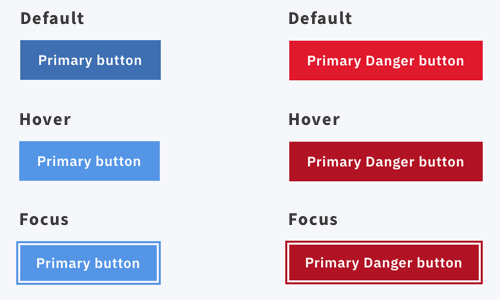 Default
Primary button
Hover
Primary button
Focus
Primary button
Default
Primary Danger button
Hover
Primary Danger button
Focus
Primary Danger button